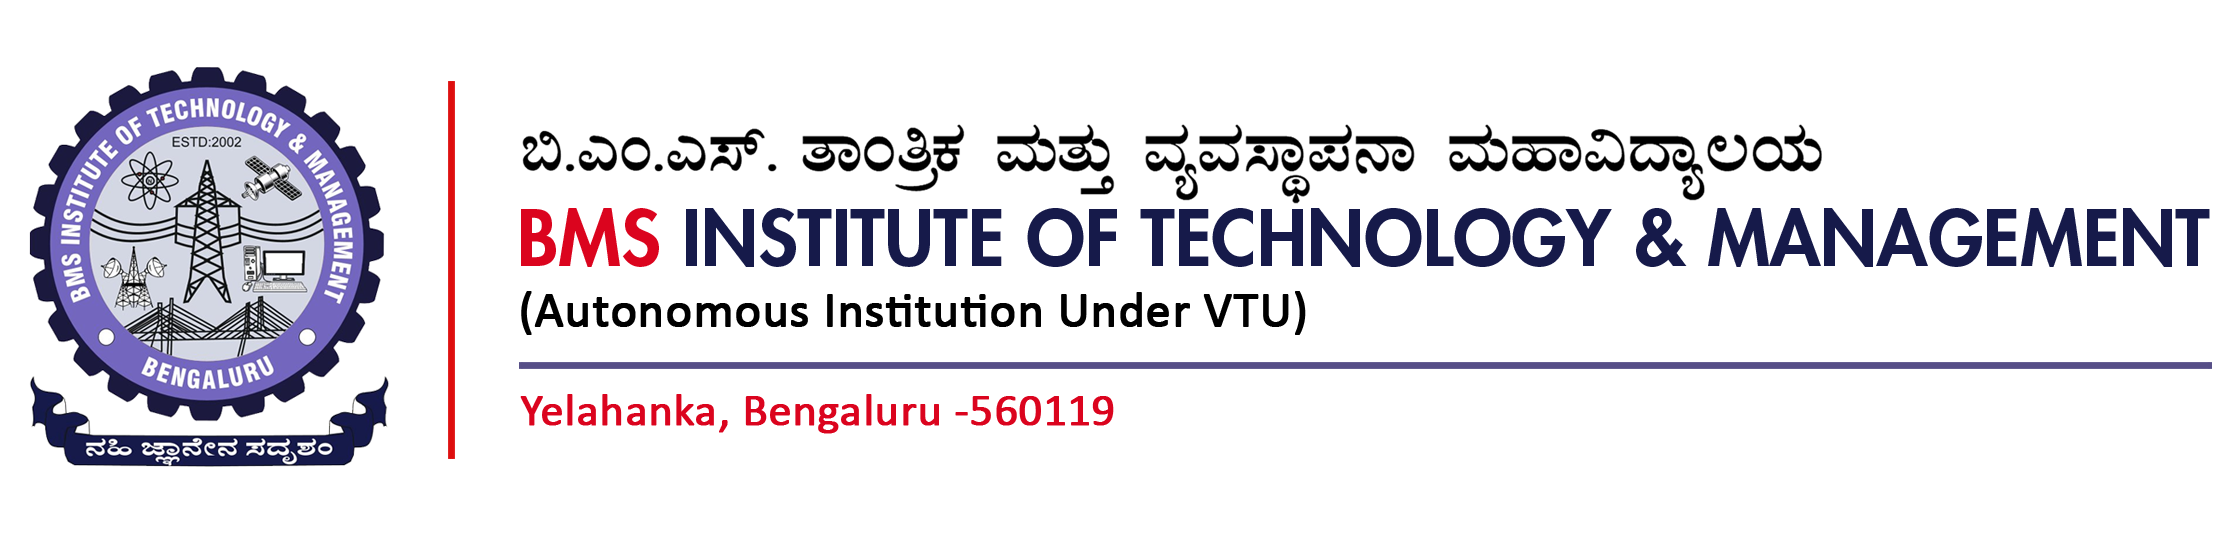 BMS INSTITUTE OF TECHNOLOGY & MANAGEMENT
ESTD:2002
BENGALURU
ನಹಿ ಜ್ಞಾನೇನ ಸದೃಶಂ
ಬಿ.ಎಂ.ಎಸ್. ತಾಂತ್ರಿಕ ಮತ್ತು ವ್ಯವಸ್ಥಾಪನಾ ಮಹಾವಿದ್ಯಾಲಯ
BMS INSTITUTE OF TECHNOLOGY & MANAGEMENT
(Autonomous Institution Under VTU)
Yelahanka, Bengaluru -560119